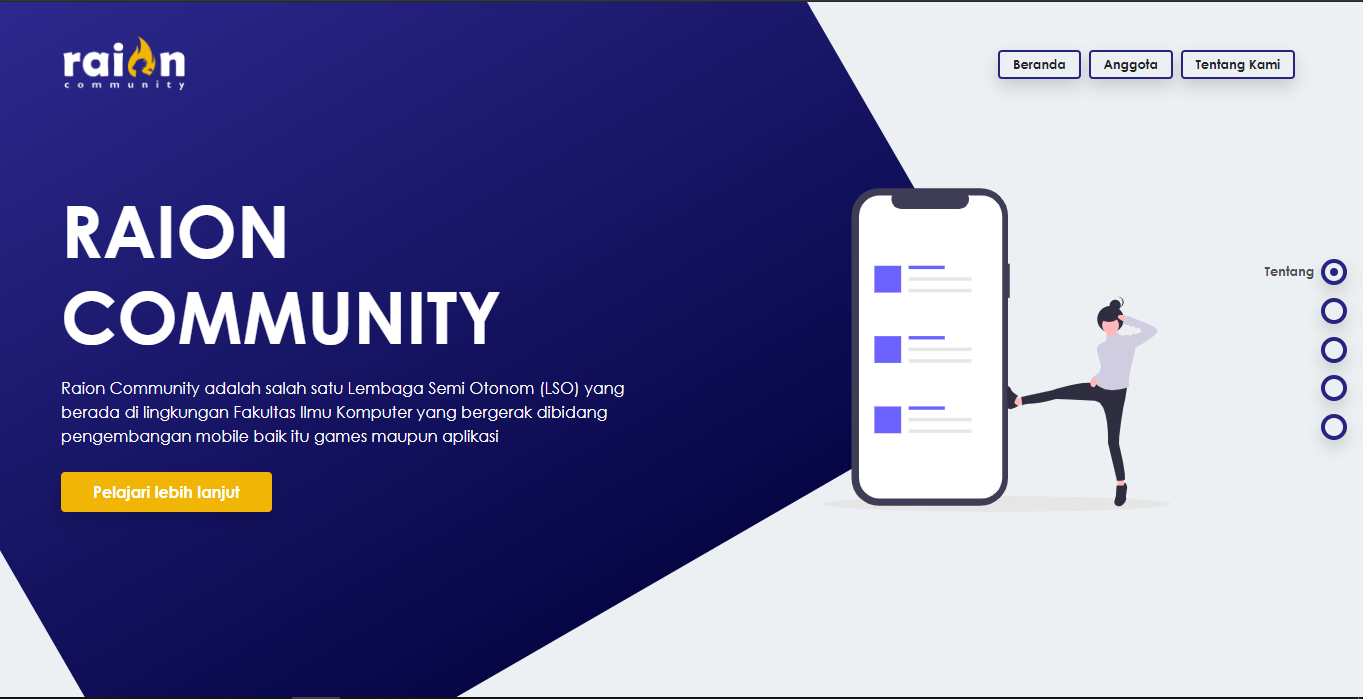 raion
community
Beranda
Anggota
Tentang Kami
RAION
COMMUNITY
Raion Community adalah salah satu Lembaga Semi Otonom (LSO) yang
berada di lingkungan Fakultas Ilmu Komputer yang bergerak dibidang
pengembangan mobile baik itu games maupun aplikasi
Pelajari lebih lanjut
Tentang